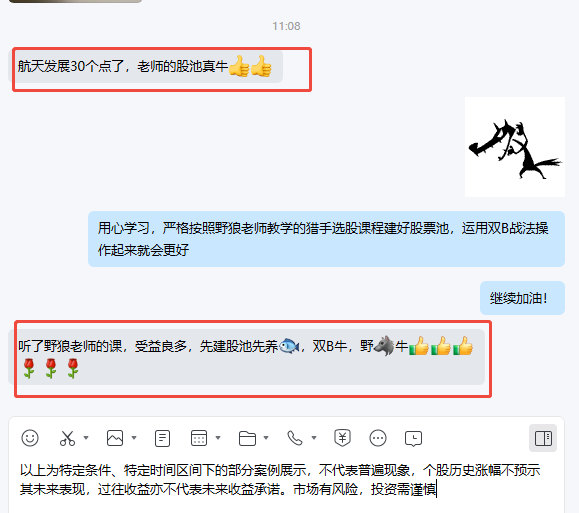 11:08
航天发展30个点了，老师的股池真牛👍👍
用心学习，严格按照野狼老师教学的猎手选股课程建好股票池，运用双B战法操
作起来就会更好
继续加油！
听了野狼老师的课，受益良多，先建股池先养🐟，双B牛，野🐺牛👍👍👍
🌹🌹🌹
以上为特定条件、特定时间区间下的部分案例展示，不代表普遍现象，个股历史涨幅不预示
其未来表现，过往收益亦不代表未来收益承诺。市场有风险，投资需谨慎